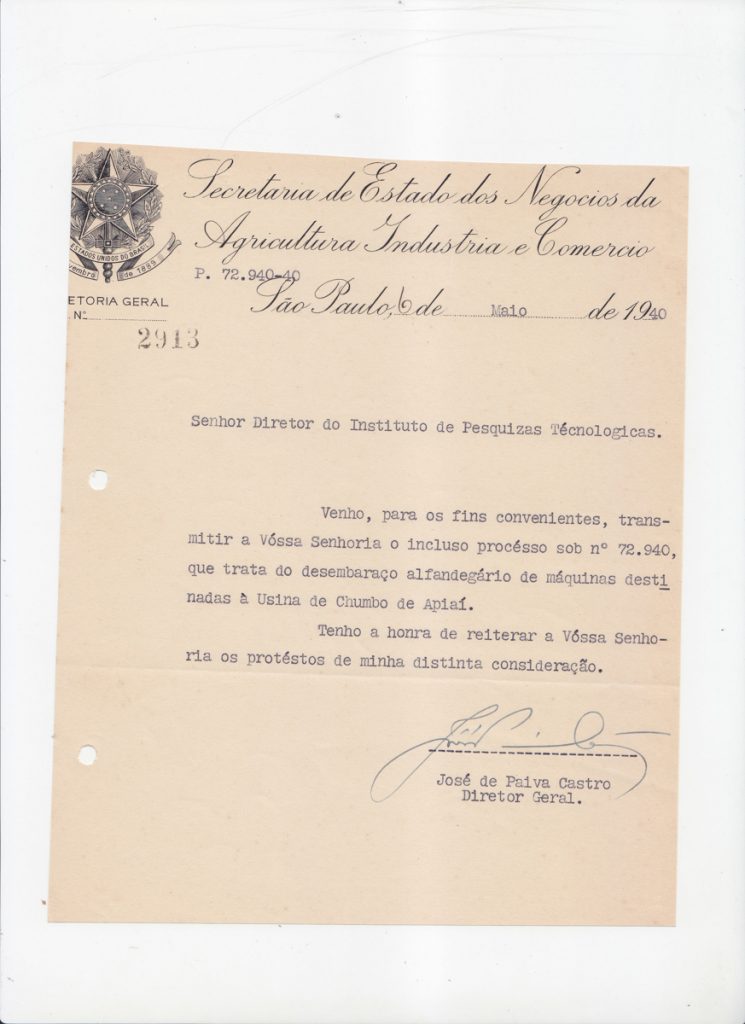 Secretaria de Estado dos Negocios da
Agricultura Industria e Comercio
ESTADOS UNIDOS DO BRASIL
vembro de 1889
P. 72.940-40
ETORIA GERAL
São Paulo, 6 de Maio de 1940
Nº
2913
Senhor Diretor do Instituto de Pesquizas Técnologicas.
Venho, para os fins convenientes, trans-
mitir a Vóssa Senhoria o incluso procésso sob nº 72.940,
que trata do desembaraço alfandegário de máquinas desti
nadas à Usina de Chumbo de Apiaí.
Tenho a honra de reiterar a Vóssa Senho-
ria os protéstos de minha distinta consideração.
José de Paiva Castro
Diretor Geral.